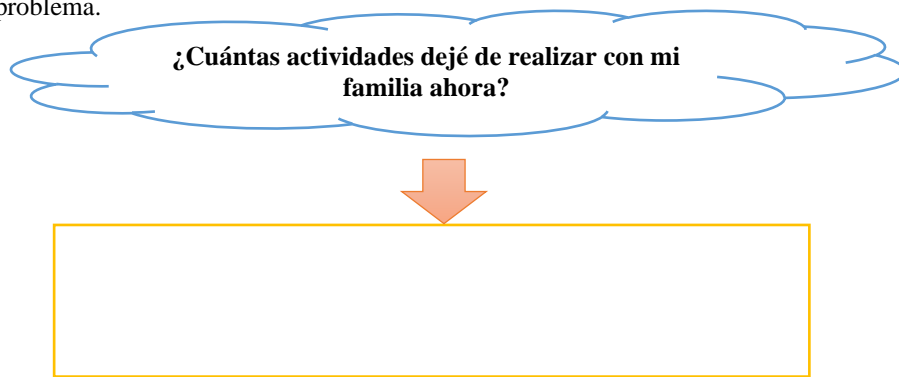 problema.
¿Cuántas actividades dejé de realizar con mi
familia ahora?